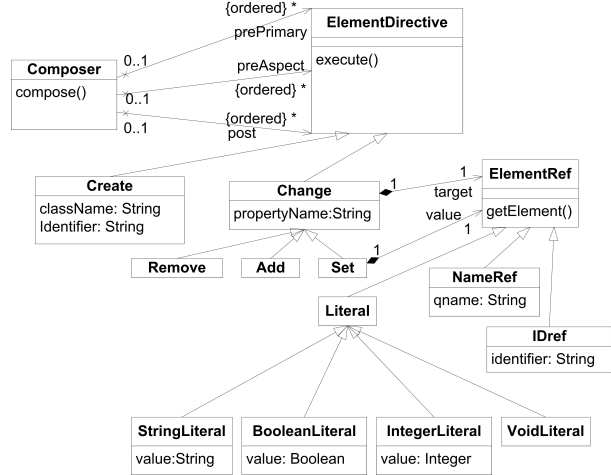 {ordered} *
ElementDirective
prePrimary
execute()
0..1
Composer
preAspect
compose()
{ordered} *
0..1
{ordered} *
0..1
post
Create
className: String
Identifier: String
Change
propertyName:String
1
1
target
ElementRef
getElement()
value
1
1
Remove
Add
Set
NameRef
qname: String
Literal
IDref
identifier: String
StringLiteral
value:String
BooleanLiteral
value: Boolean
IntegerLiteral
value: Integer
VoidLiteral